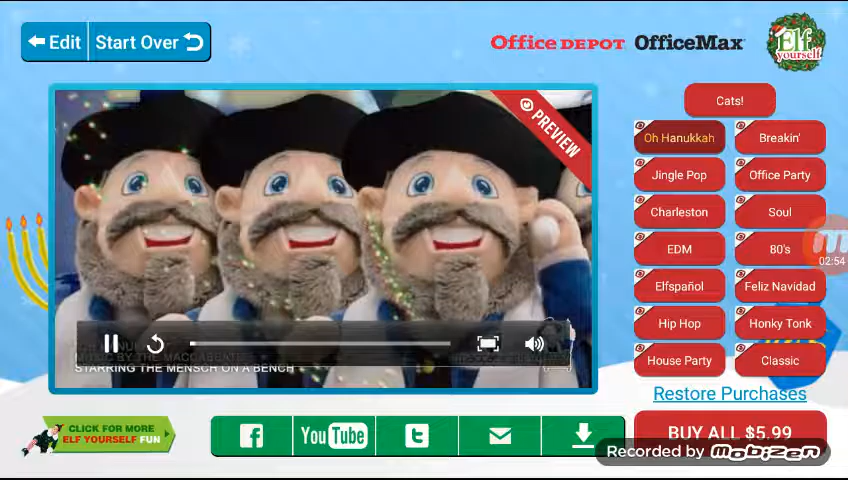 Edit
Start Over
Office DEPOT OfficeMax
Elf
yourself
PREVIEW
Cats!
Oh Hanukkah
Breakin'
Jingle Pop
Office Party
Charleston
Soul
EDM
80's
02:54
Elfspañol
Feliz Navidad
Hip Hop
Honky Tonk
House Party
Classic
MUSIC BY THE MACCABEATS
STARRING THE MENSCH ON A BENCH
Restore Purchases
CLICK FOR MORE
ELF YOURSELF FUN
f
YouTube
t
BUY ALL $5.99
Recorded by mobizen